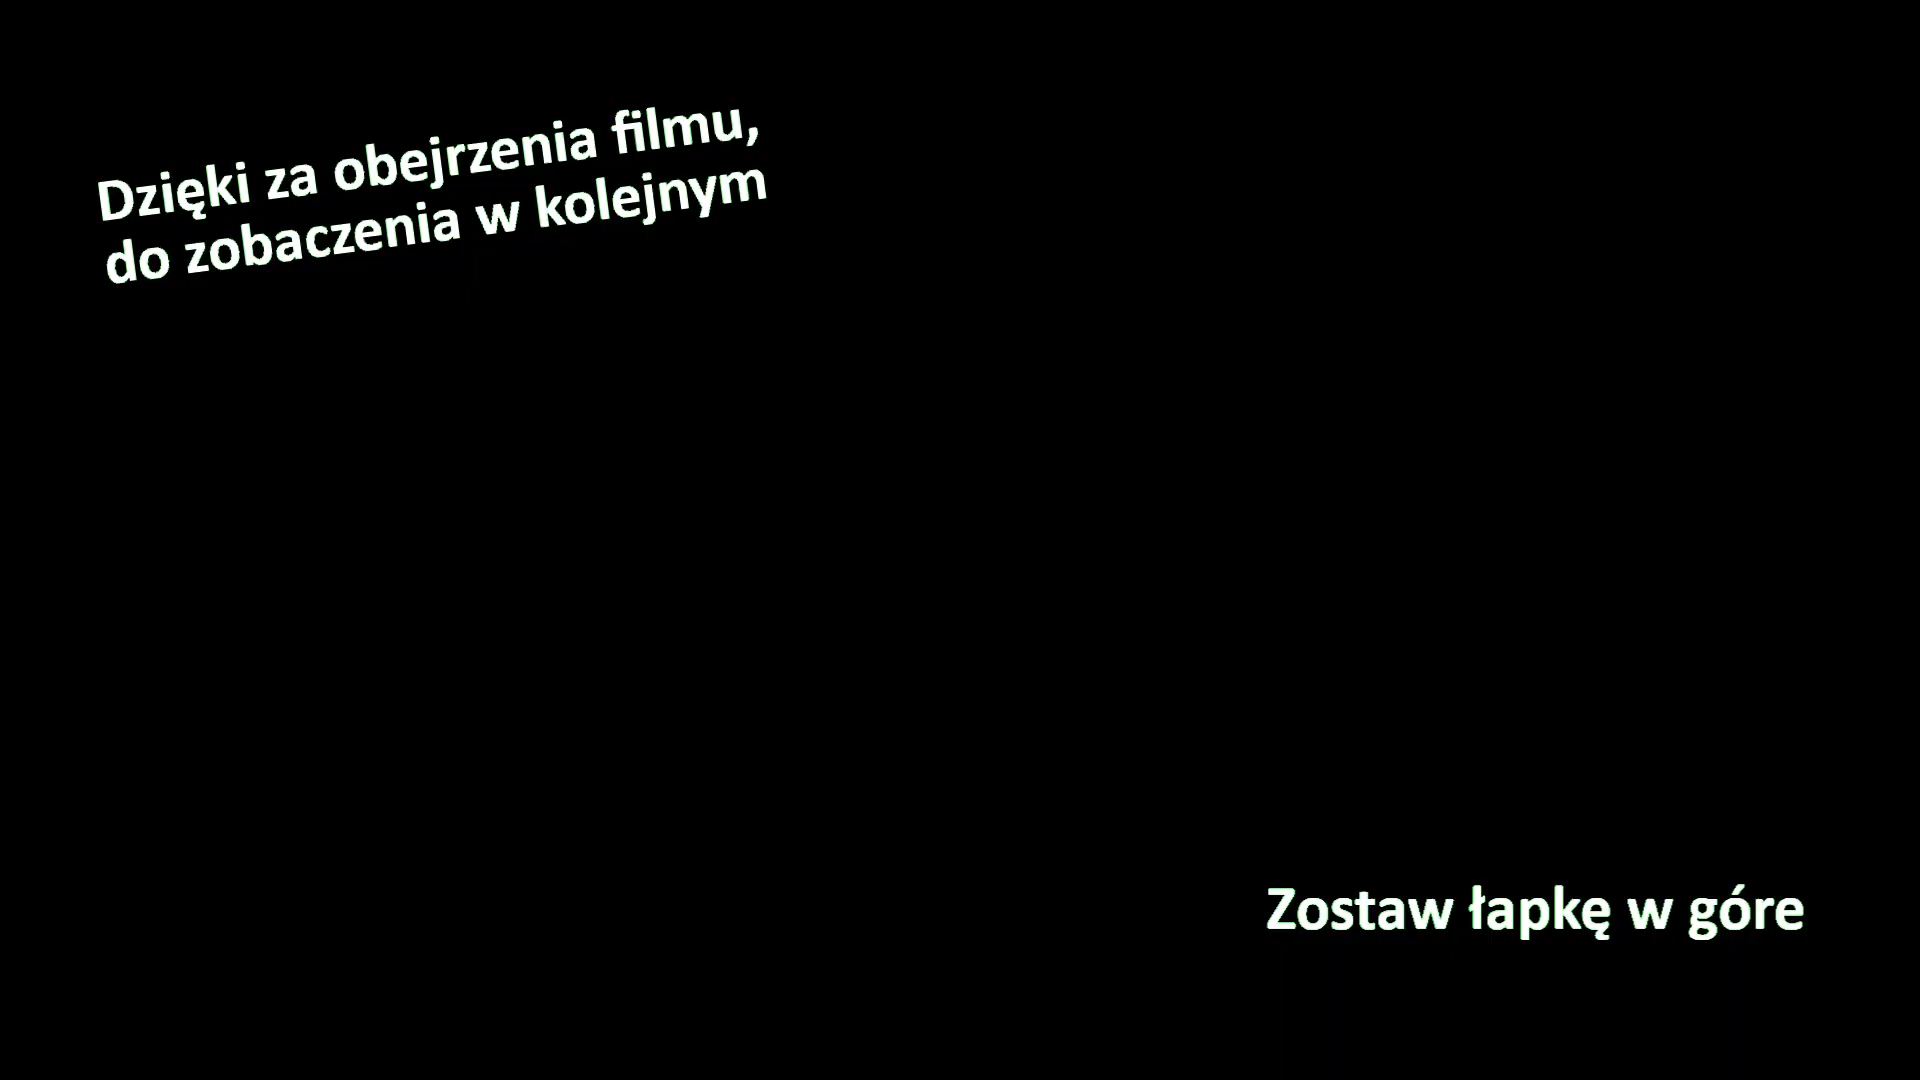 Dzięki za obejrzenia filmu,
do zobaczenia w kolejnym
Zostaw łapkę w góre